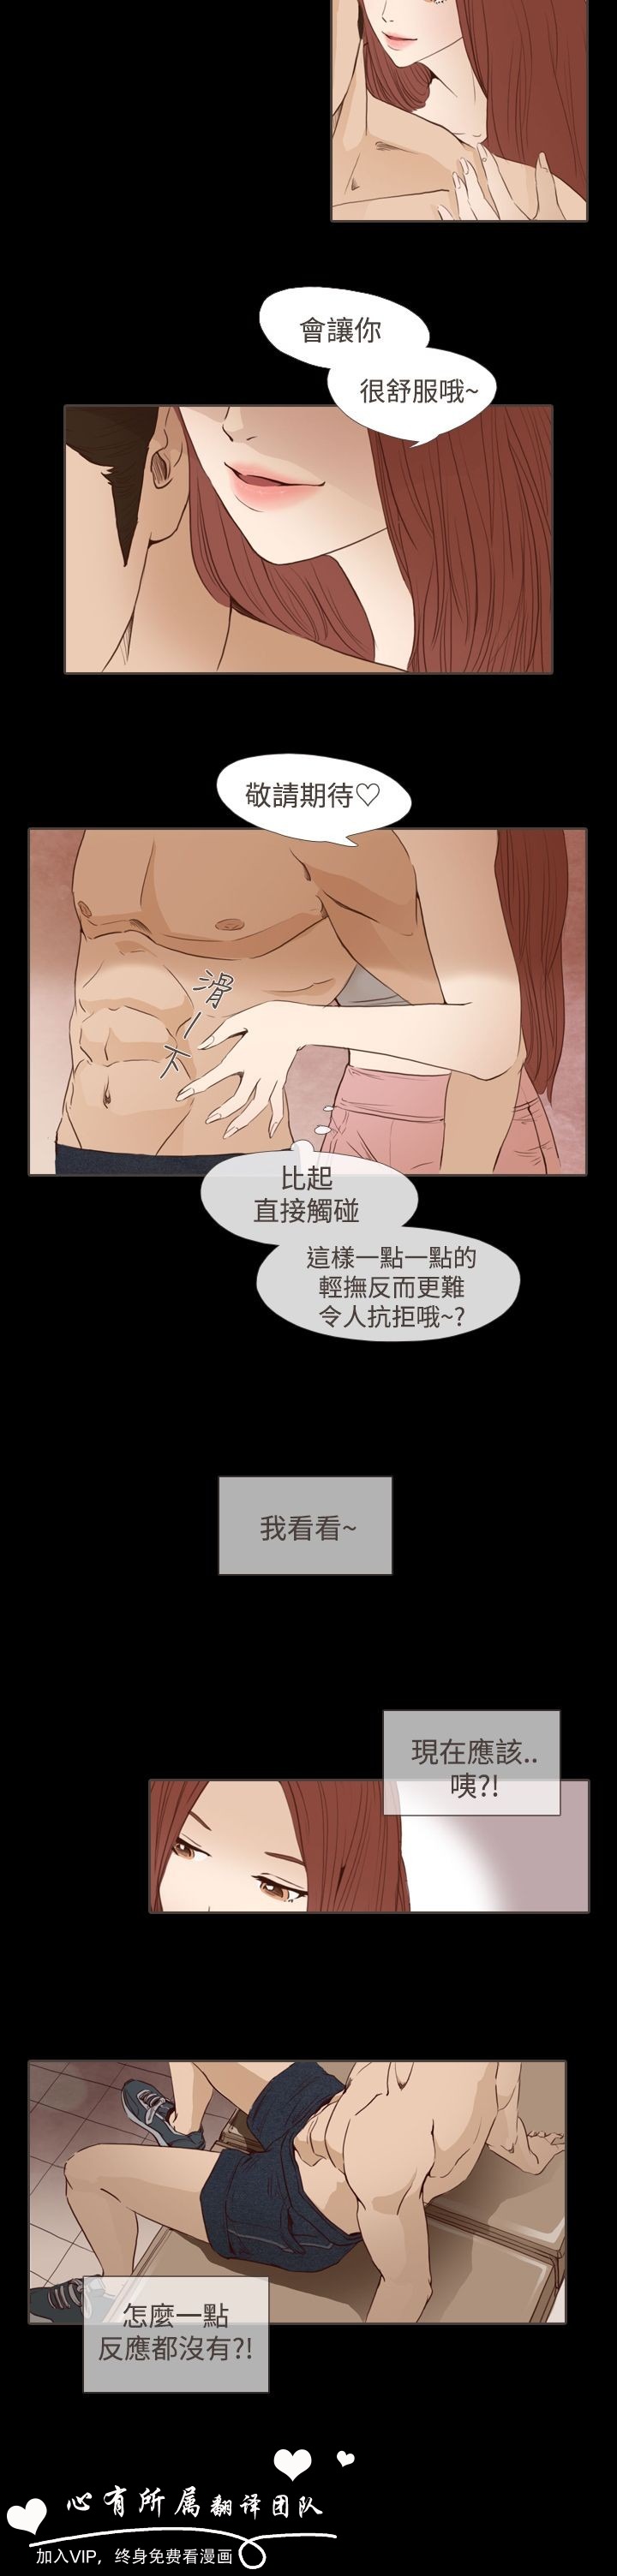 會讓你
很舒服哦~
敬請期待♡
滑一下
比起
直接觸碰
這樣一點一點的
輕撫反而更難
令人抗拒哦~?
我看看~
現在應該..
咦?!
怎麼一點
反應都沒有?!
心有所属翻译团队
加入VIP，终身免费看漫画